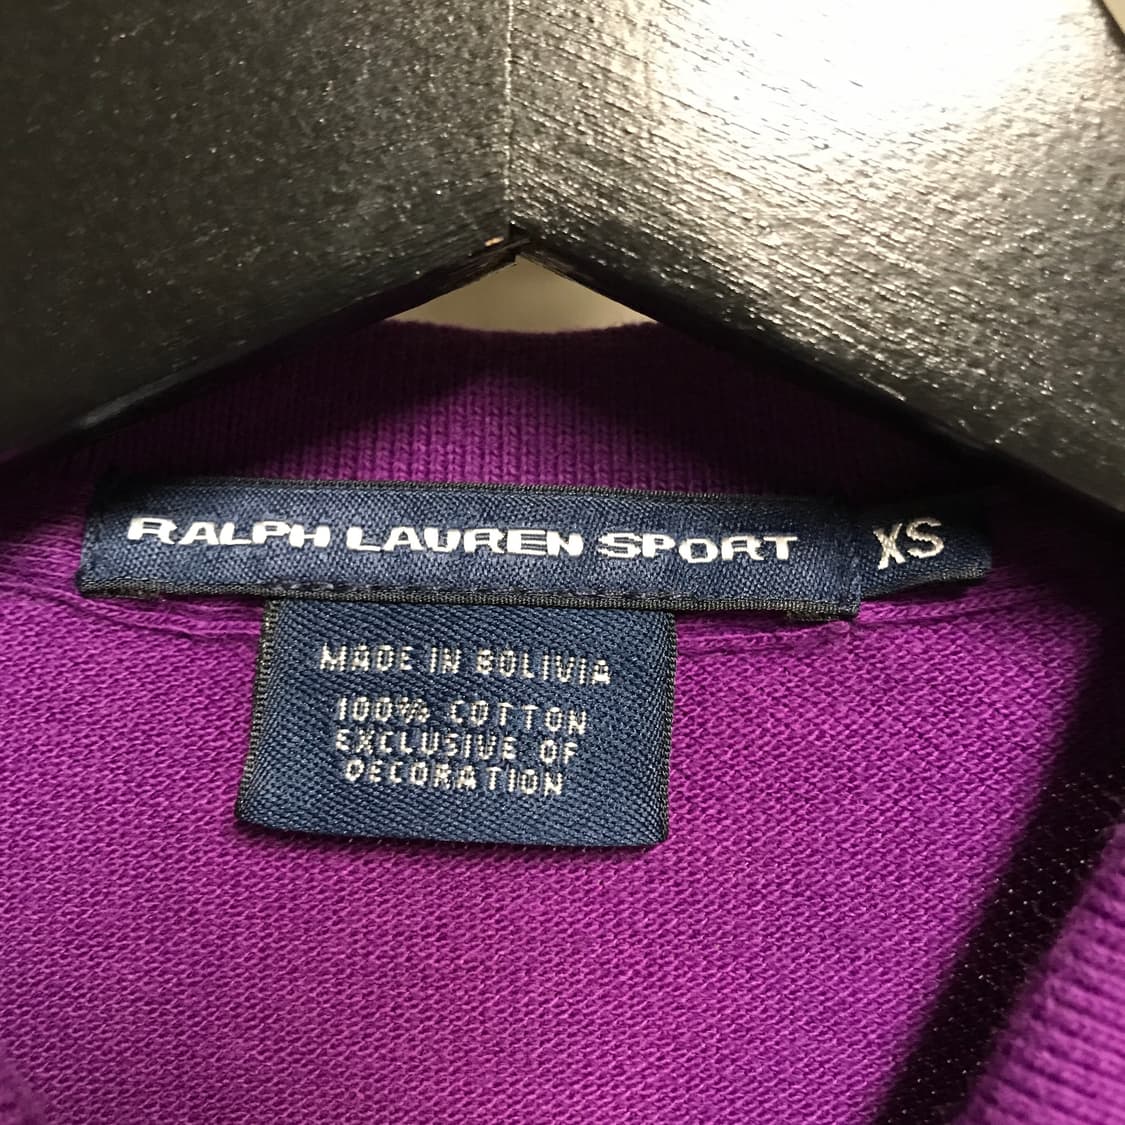 RALPH LAUREN SPORT XS
MADE IN BOLIVIA
100% COTTON
EXCLUSIVE OF
DECORATION